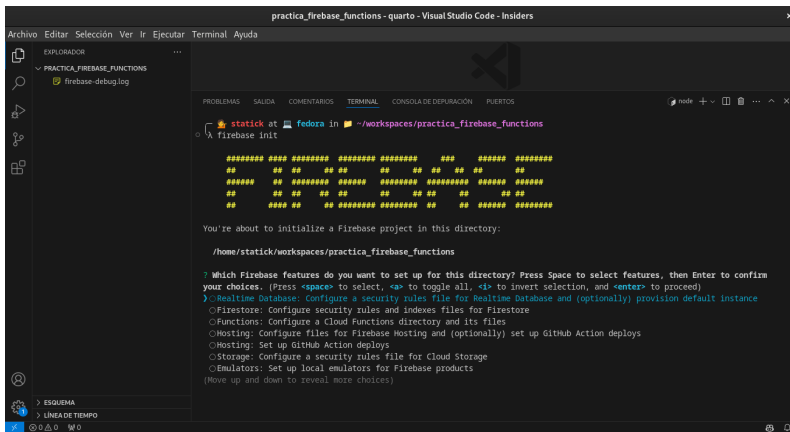 practica_firebase_functions - quarto - Visual Studio Code - Insiders
Archivo Editar Selección Ver Ir Ejecutar Terminal Ayuda
EXPLORADOR
PRACTICA_FIREBASE_FUNCTIONS
firebase-debug.log
PROBLEMAS SALIDA COMENTARIOS TERMINAL CONSOLA DE DEPURACIÓN PUERTOS
node
statick at fedora in ~/workspaces/practica_firebase_functions
λ firebase init
FIREBASE
You're about to initialize a Firebase project in this directory:
/home/statick/workspaces/practica_firebase_functions
? Which Firebase features do you want to set up for this directory? Press Space to select features, then Enter to confirm
your choices. (Press <space> to select, <a> to toggle all, <i> to invert selection, and <enter> to proceed)
❯◯Realtime Database: Configure a security rules file for Realtime Database and (optionally) provision default instance
◯Firestore: Configure security rules and indexes files for Firestore
◯Functions: Configure a Cloud Functions directory and its files
◯Hosting: Configure files for Firebase Hosting and (optionally) set up GitHub Action deploys
◯Hosting: Set up GitHub Action deploys
◯Storage: Configure a security rules file for Cloud Storage
◯Emulators: Set up local emulators for Firebase products
(Move up and down to reveal more choices)
1
ESQUEMA
LÍNEA DE TIEMPO
0 0 0